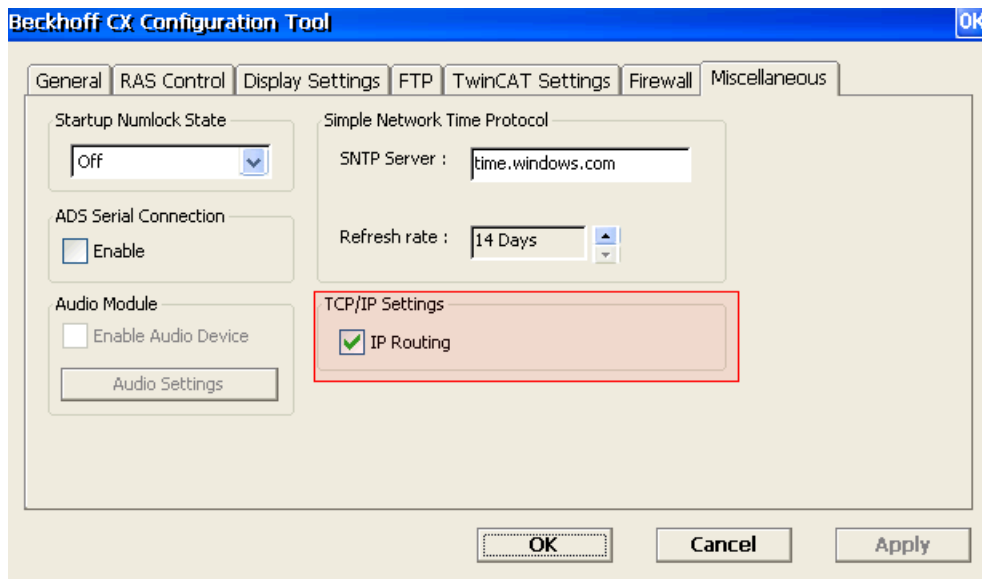 Beckhoff CX Configuration Tool OK
General RAS Control Display Settings FTP TwinCAT Settings Firewall Miscellaneous
Startup Numlock State
Off
ADS Serial Connection
Enable
Audio Module
Enable Audio Device
Audio Settings
Simple Network Time Protocol
SNTP Server : time.windows.com
Refresh rate : 14 Days
TCP/IP Settings
IP Routing
OK Cancel Apply